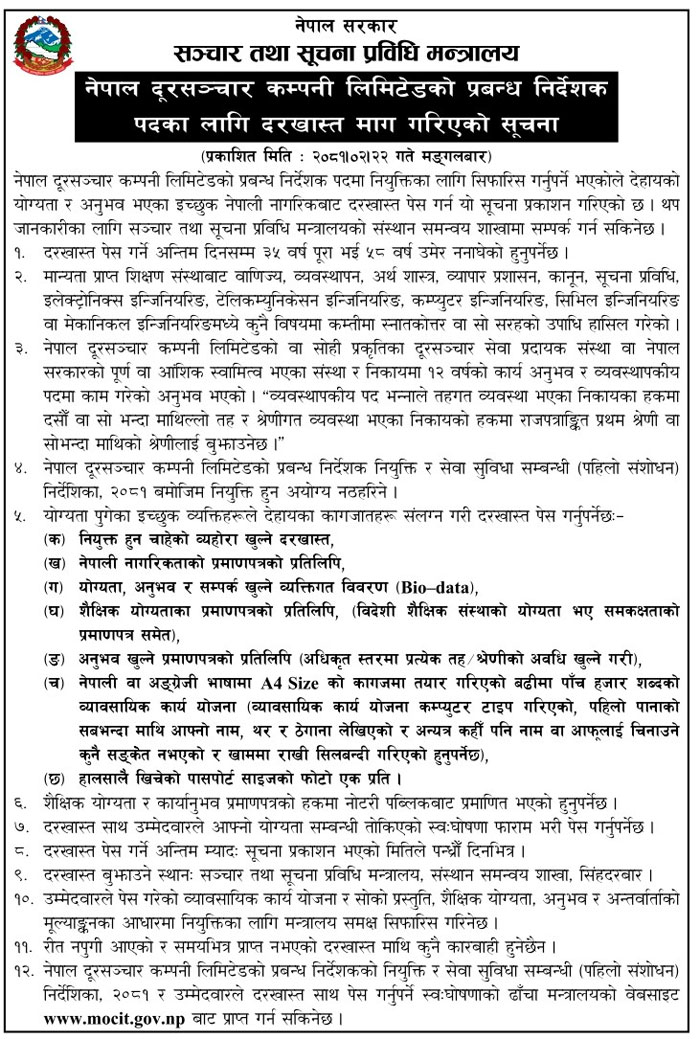 नेपाल सरकार
सञ्चार तथा सूचना प्रविधि मन्त्रालय
नेपाल दूरसञ्चार कम्पनी लिमिटेडको प्रबन्ध निर्देशक
पदका लागि दरखास्त माग गरिएको सूचना
(प्रकाशित मिति : २०८१।०२।२२ गते मङ्गलबार)
नेपाल दूरसञ्चार कम्पनी लिमिटेडको प्रबन्ध निर्देशक पदमा नियुक्तिका लागि सिफारिस गर्नुपर्ने भएकोले देहायको
योग्यता र अनुभव भएका इच्छुक नेपाली नागरिकबाट दरखास्त पेस गर्न यो सूचना प्रकाशन गरिएको छ । थप
जानकारीका लागि सञ्चार तथा सूचना प्रविधि मन्त्रालयको संस्थान समन्वय शाखामा सम्पर्क गर्न सकिनेछ ।
१. दरखास्त पेस गर्ने अन्तिम दिनसम्म ३५ वर्ष पूरा भई ५८ वर्ष उमेर ननाघेको हुनुपर्नेछ ।
२. मान्यता प्राप्त शिक्षण संस्थाबाट वाणिज्य, व्यवस्थापन, अर्थ शास्त्र, व्यापार प्रशासन, कानून, सूचना प्रविधि,
इलेक्ट्रोनिक्स इन्जिनियरिङ, टेलिकम्युनिकेसन इन्जिनियरिङ, कम्प्युटर इन्जिनियरिङ, सिभिल इन्जिनियरिङ
वा मेकानिकल इन्जिनियरिङमध्ये कुनै विषयमा कम्तीमा स्नातकोत्तर वा सो सरहको उपाधि हासिल गरेको ।
३. नेपाल दूरसञ्चार कम्पनी लिमिटेडको वा सोही प्रकृतिका दूरसञ्चार सेवा प्रदायक संस्था वा नेपाल
सरकारको पूर्ण वा आंशिक स्वामित्व भएका संस्था र निकायमा १२ वर्षको कार्य अनुभव र व्यवस्थापकीय
पदमा काम गरेको अनुभव भएको । “व्यवस्थापकीय पद भन्नाले तहगत व्यवस्था भएका निकायका हकमा
दसौँ वा सो भन्दा माथिल्लो तह र श्रेणीगत व्यवस्था भएका निकायको हकमा राजपत्राङ्कित प्रथम श्रेणी वा
सोभन्दा माथिको श्रेणीलाई बुझाउनेछ ।”
४. नेपाल दूरसञ्चार कम्पनी लिमिटेडको प्रबन्ध निर्देशक नियुक्ति र सेवा सुविधा सम्बन्धी (पहिलो संशोधन)
निर्देशिका, २०८१ बमोजिम नियुक्ति हुन अयोग्य नठहरिने ।
५. योग्यता पुगेका इच्छुक व्यक्तिहरूले देहायका कागजातहरू संलग्न गरी दरखास्त पेस गर्नुपर्नेछः-
(क) नियुक्त हुन चाहेको व्यहोरा खुल्ने दरखास्त,
(ख) नेपाली नागरिकताको प्रमाणपत्रको प्रतिलिपि,
(ग) योग्यता, अनुभव र सम्पर्क खुल्ने व्यक्तिगत विवरण (Bio–data),
(घ) शैक्षिक योग्यताका प्रमाणपत्रको प्रतिलिपि, (विदेशी शैक्षिक संस्थाको योग्यता भए समकक्षताको
प्रमाणपत्र समेत),
(ङ) अनुभव खुल्ने प्रमाणपत्रको प्रतिलिपि (अधिकृत स्तरमा प्रत्येक तह/श्रेणीको अवधि खुल्ने गरी),
(च) नेपाली वा अङ्ग्रेजी भाषामा A4 Size को कागजमा तयार गरिएको बढीमा पाँच हजार शब्दको
व्यावसायिक कार्य योजना (व्यावसायिक कार्य योजना कम्प्युटर टाइप गरिएको, पहिलो पानाको
सबभन्दा माथि आफ्नो नाम, थर र ठेगाना लेखिएको र अन्यत्र कहीँ पनि नाम वा आफूलाई चिनाउने
कुनै सङ्केत नभएको र खाममा राखी सिलबन्दी गरिएको हुनुपर्नेछ),
(छ) हालसालै खिचेको पासपोर्ट साइजको फोटो एक प्रति ।
६. शैक्षिक योग्यता र कार्यानुभव प्रमाणपत्रको हकमा नोटरी पब्लिकबाट प्रमाणित भएको हुनुपर्नेछ ।
७. दरखास्त साथ उम्मेदवारले आफ्नो योग्यता सम्बन्धी तोकिएको स्वःघोषणा फाराम भरी पेस गर्नुपर्नेछ ।
८. दरखास्त पेस गर्ने अन्तिम म्यादः सूचना प्रकाशन भएको मितिले पन्ध्रौँ दिनभित्र ।
९. दरखास्त बुझाउने स्थानः सञ्चार तथा सूचना प्रविधि मन्त्रालय, संस्थान समन्वय शाखा, सिंहदरबार ।
१०. उम्मेदवारले पेस गरेको व्यावसायिक कार्य योजना र सोको प्रस्तुति, शैक्षिक योग्यता, अनुभव र अन्तर्वार्ताको
मूल्याङ्कनका आधारमा नियुक्तिका लागि मन्त्रालय समक्ष सिफारिस गरिनेछ ।
११. रीत नपुगी आएको र समयभित्र प्राप्त नभएको दरखास्त माथि कुनै कारबाही हुनेछैन ।
१२. नेपाल दूरसञ्चार कम्पनी लिमिटेडको प्रबन्ध निर्देशकको नियुक्ति र सेवा सुविधा सम्बन्धी (पहिलो संशोधन)
निर्देशिका, २०८१ र उम्मेदवारले दरखास्त साथ पेस गर्नुपर्ने स्वःघोषणाको ढाँचा मन्त्रालयको वेबसाइट
www.mocit.gov.np बाट प्राप्त गर्न सकिनेछ ।